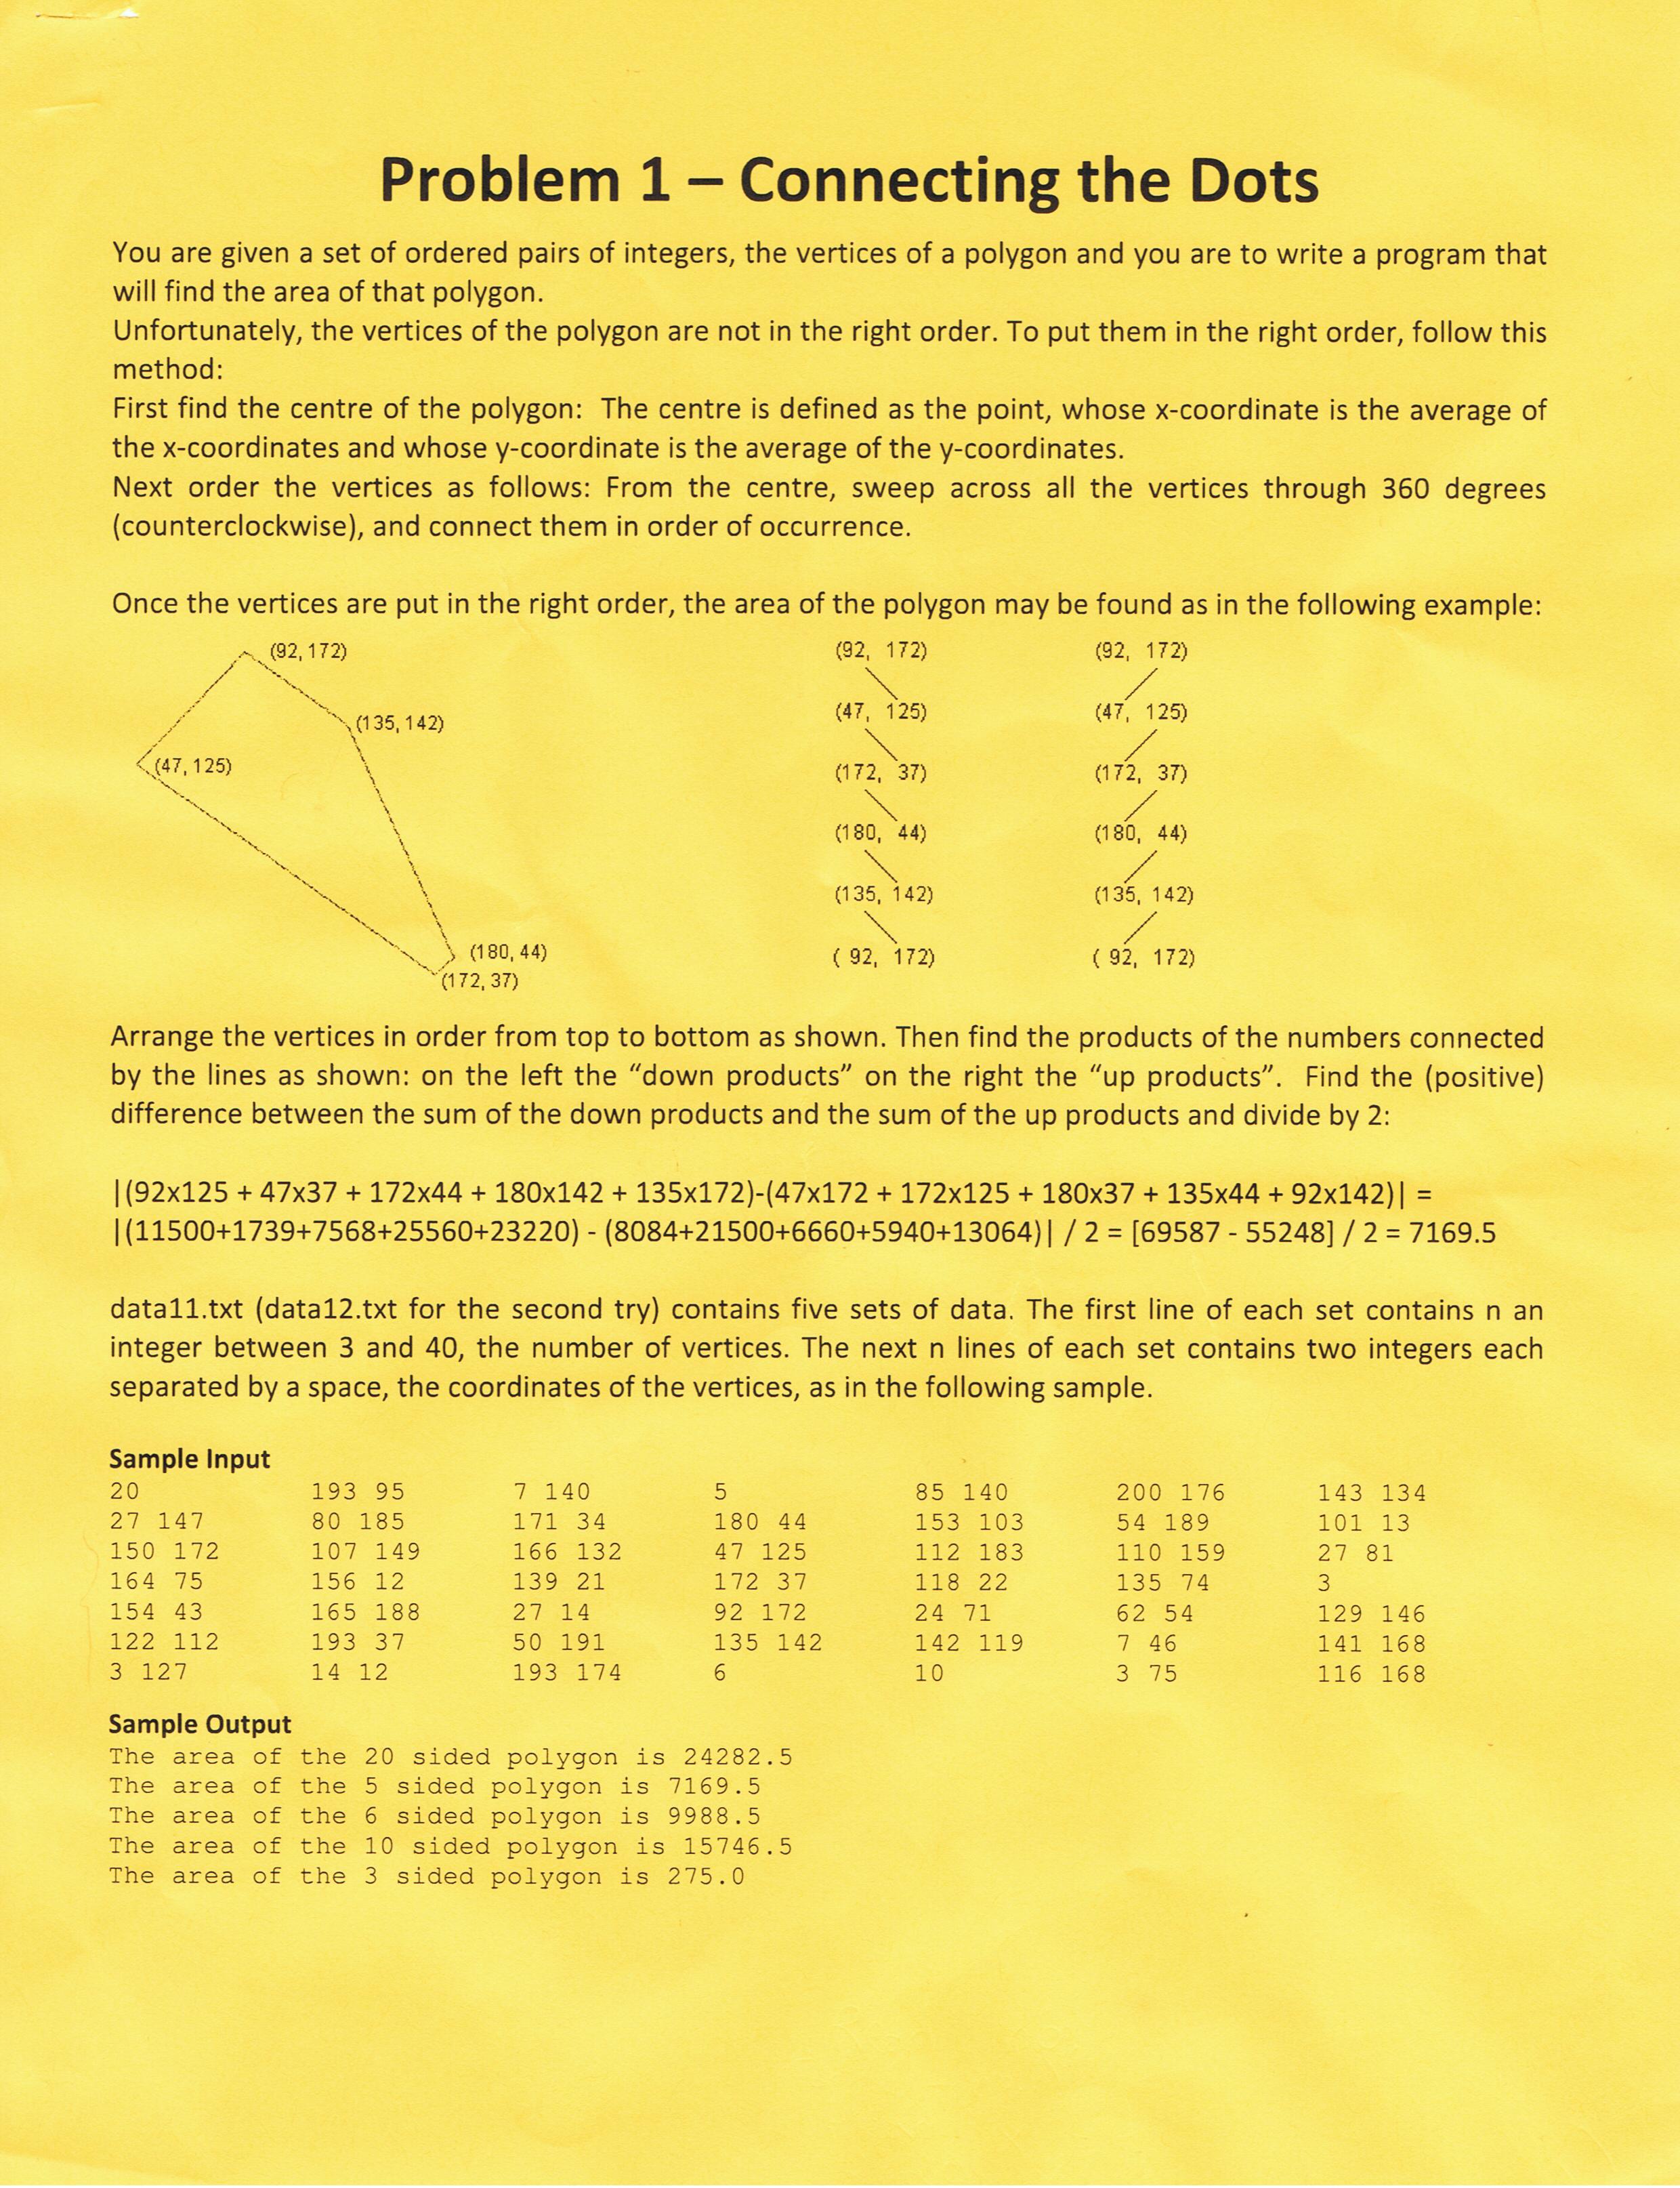 Problem 1 – Connecting the Dots
You are given a set of ordered pairs of integers, the vertices of a polygon and you are to write a program that
will find the area of that polygon.
Unfortunately, the vertices of the polygon are not in the right order. To put them in the right order, follow this
method:
First find the centre of the polygon: The centre is defined as the point, whose x-coordinate is the average of
the x-coordinates and whose y-coordinate is the average of the y-coordinates.
Next order the vertices as follows: From the centre, sweep across all the vertices through 360 degrees
(counterclockwise), and connect them in order of occurrence.
Once the vertices are put in the right order, the area of the polygon may be found as in the following example:
(92, 172)
(135, 142)
(47, 125)
(180, 44)
(172, 37)
(92, 172)
(47, 125)
(172, 37)
(180, 44)
(135, 142)
( 92, 172)
(92, 172)
(47, 125)
(172, 37)
(180, 44)
(135, 142)
( 92, 172)
Arrange the vertices in order from top to bottom as shown. Then find the products of the numbers connected
by the lines as shown: on the left the “down products” on the right the “up products”. Find the (positive)
difference between the sum of the down products and the sum of the up products and divide by 2:
|(92x125 + 47x37 + 172x44 + 180x142 + 135x172)-(47x172 + 172x125 + 180x37 + 135x44 + 92x142)| =
|(11500+1739+7568+25560+23220) - (8084+21500+6660+5940+13064)| / 2 = [69587 - 55248] / 2 = 7169.5
data11.txt (data12.txt for the second try) contains five sets of data. The first line of each set contains n an
integer between 3 and 40, the number of vertices. The next n lines of each set contains two integers each
separated by a space, the coordinates of the vertices, as in the following sample.
Sample Input
20 193 95 7 140 5 85 140 200 176 143 134
27 147 80 185 171 34 180 44 153 103 54 189 101 13
150 172 107 149 166 132 47 125 112 183 110 159 27 81
164 75 156 12 139 21 172 37 118 22 135 74 3
154 43 165 188 27 14 92 172 24 71 62 54 129 146
122 112 193 37 50 191 135 142 142 119 7 46 141 168
3 127 14 12 193 174 6 10 3 75 116 168
Sample Output
The area of the 20 sided polygon is 24282.5
The area of the 5 sided polygon is 7169.5
The area of the 6 sided polygon is 9988.5
The area of the 10 sided polygon is 15746.5
The area of the 3 sided polygon is 275.0